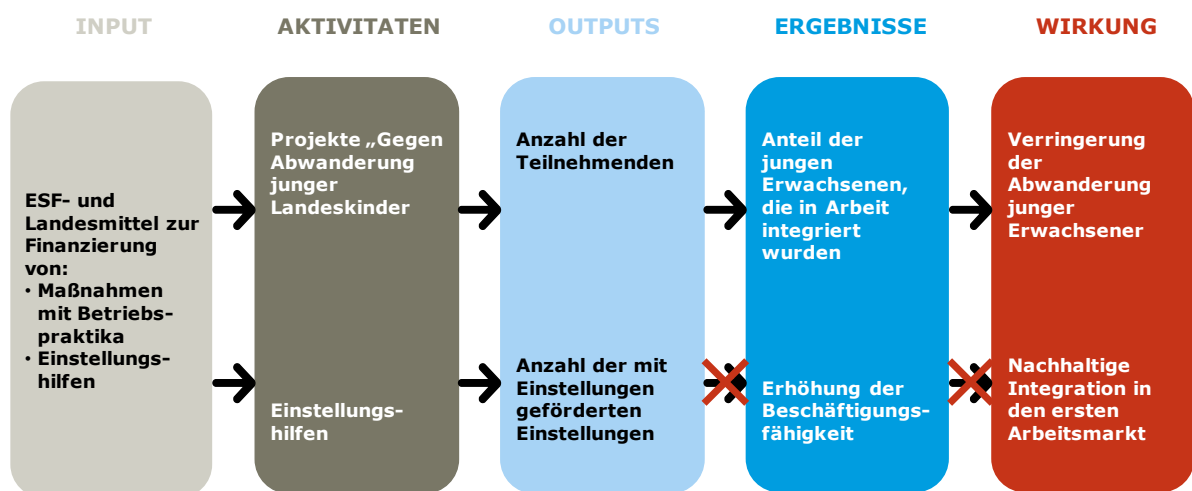 INPUT
AKTIVITATEN
OUTPUTS
ERGEBNISSE
WIRKUNG
ESF- und
Landesmittel zur
Finanzierung
von:
• Maßnahmen
mit Betriebs-
praktika
• Einstellungs-
hilfen
Projekte „Gegen
Abwanderung
junger
Landeskinder
Einstellungs-
hilfen
Anzahl der
Teilnehmenden
Anzahl der mit
Einstellungen
geförderten
Einstellungen
Anteil der
jungen
Erwachsenen,
die in Arbeit
integriert
wurden
Erhöhung der
Beschäftigungs-
fähigkeit
Verringerung
der
Abwanderung
junger
Erwachsener
Nachhaltige
Integration in
den ersten
Arbeitsmarkt